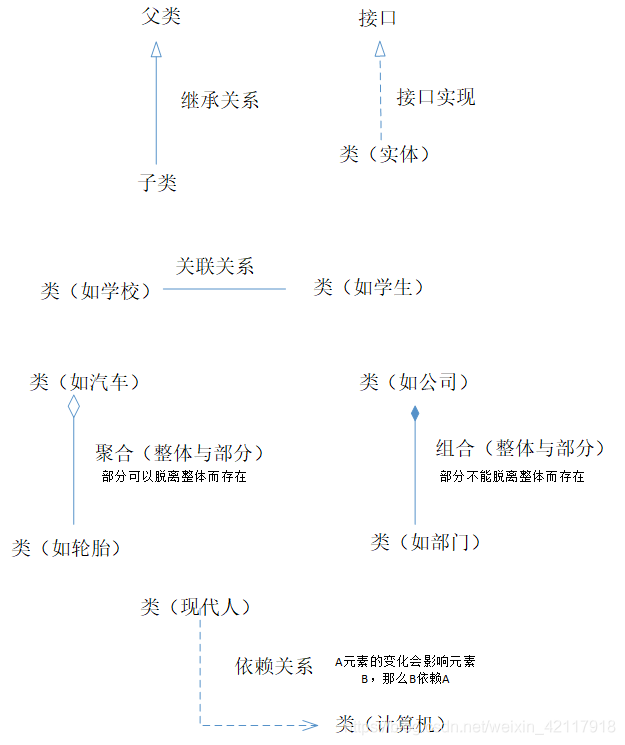 父类
接口
继承关系
接口实现
类（实体）
子类
关联关系
类（如学校）
类（如学生）
类（如汽车）
类（如公司）
聚合（整体与部分）
部分可以脱离整体而存在
组合（整体与部分）
部分不能脱离整体而存在
类（如轮胎）
类（如部门）
类（现代人）
依赖关系
A元素的变化会影响元素
B，那么B依赖A
类（计算机）
weixin_42117918